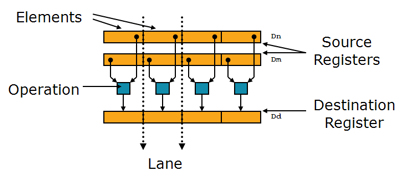 Elements
Dn
Source
Registers
Dm
Operation
Destination
Register
Dd
Lane